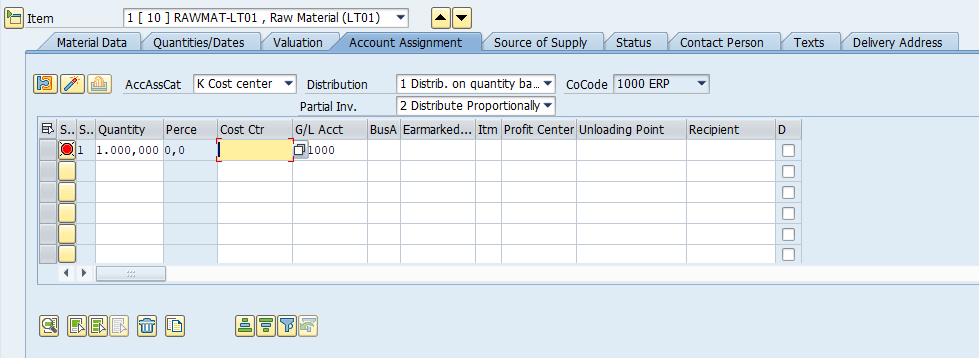 Item 1 [ 10 ] RAWMAT-LT01 , Raw Material (LT01)
Material Data Quantities/Dates Valuation Account Assignment Source of Supply Status Contact Person Texts Delivery Address
AccAssCat K Cost center Distribution 1 Distrib. on quantity ba... CoCode 1000 ERP
Partial Inv. 2 Distribute Proportionally
S.. S.. Quantity Perce Cost Ctr G/L Acct BusA Earmarked... Itm Profit Center Unloading Point Recipient D
1 1.000,000 0,0 1000